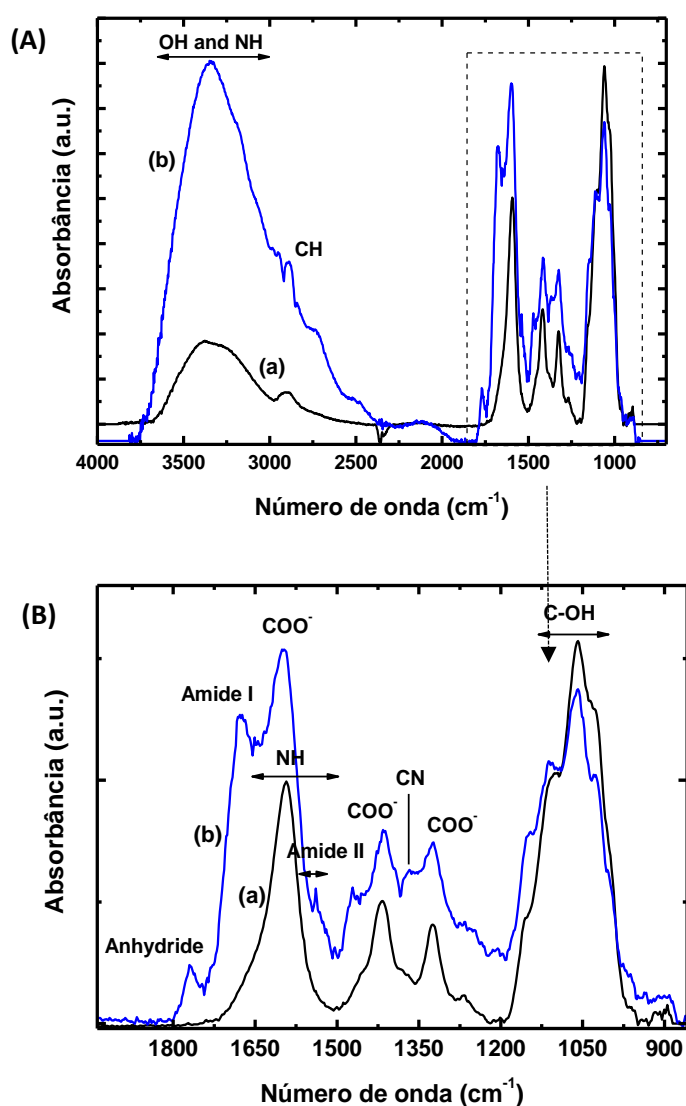 (A)
OH and NH
(b)
CH
(a)
Absorbância (a.u.)
4000 3500 3000 2500 2000 1500 1000
Número de onda (cm⁻¹)
(B)
COO⁻
C-OH
Amide I
NH
CN
COO⁻
COO⁻
(b)
Amide II
(a)
Anhydride
Absorbância (a.u.)
1800 1650 1500 1350 1200 1050 900
Número de onda (cm⁻¹)